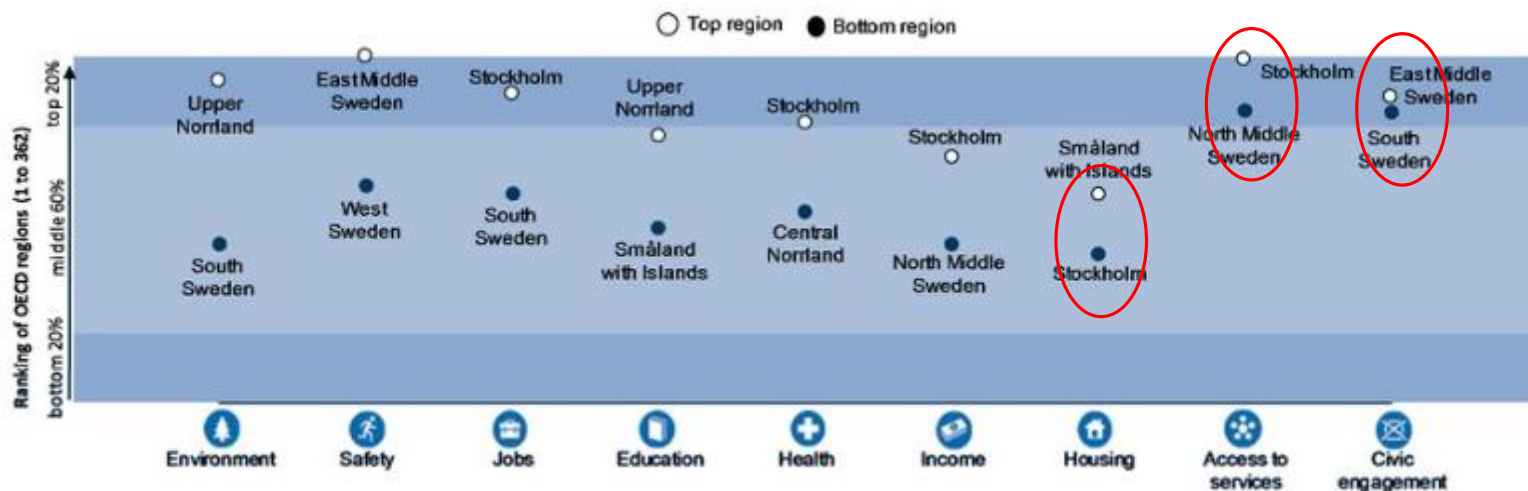 Top region
Bottom region
Ranking of OECD regions (1 to 362)
top 20%
middle 60%
bottom 20%
Upper
Norrland
South
Sweden
East Middle
Sweden
West
Sweden
Stockholm
South
Sweden
Upper
Norrland
Småland
with Islands
Stockholm
Central
Norrland
Stockholm
North Middle
Sweden
Småland
with Islands
Stockholm
Stockholm
North Middle
Sweden
East Middle
Sweden
South
Sweden
Environment
Safety
Jobs
Education
Health
Income
Housing
Access to
services
Civic
engagement